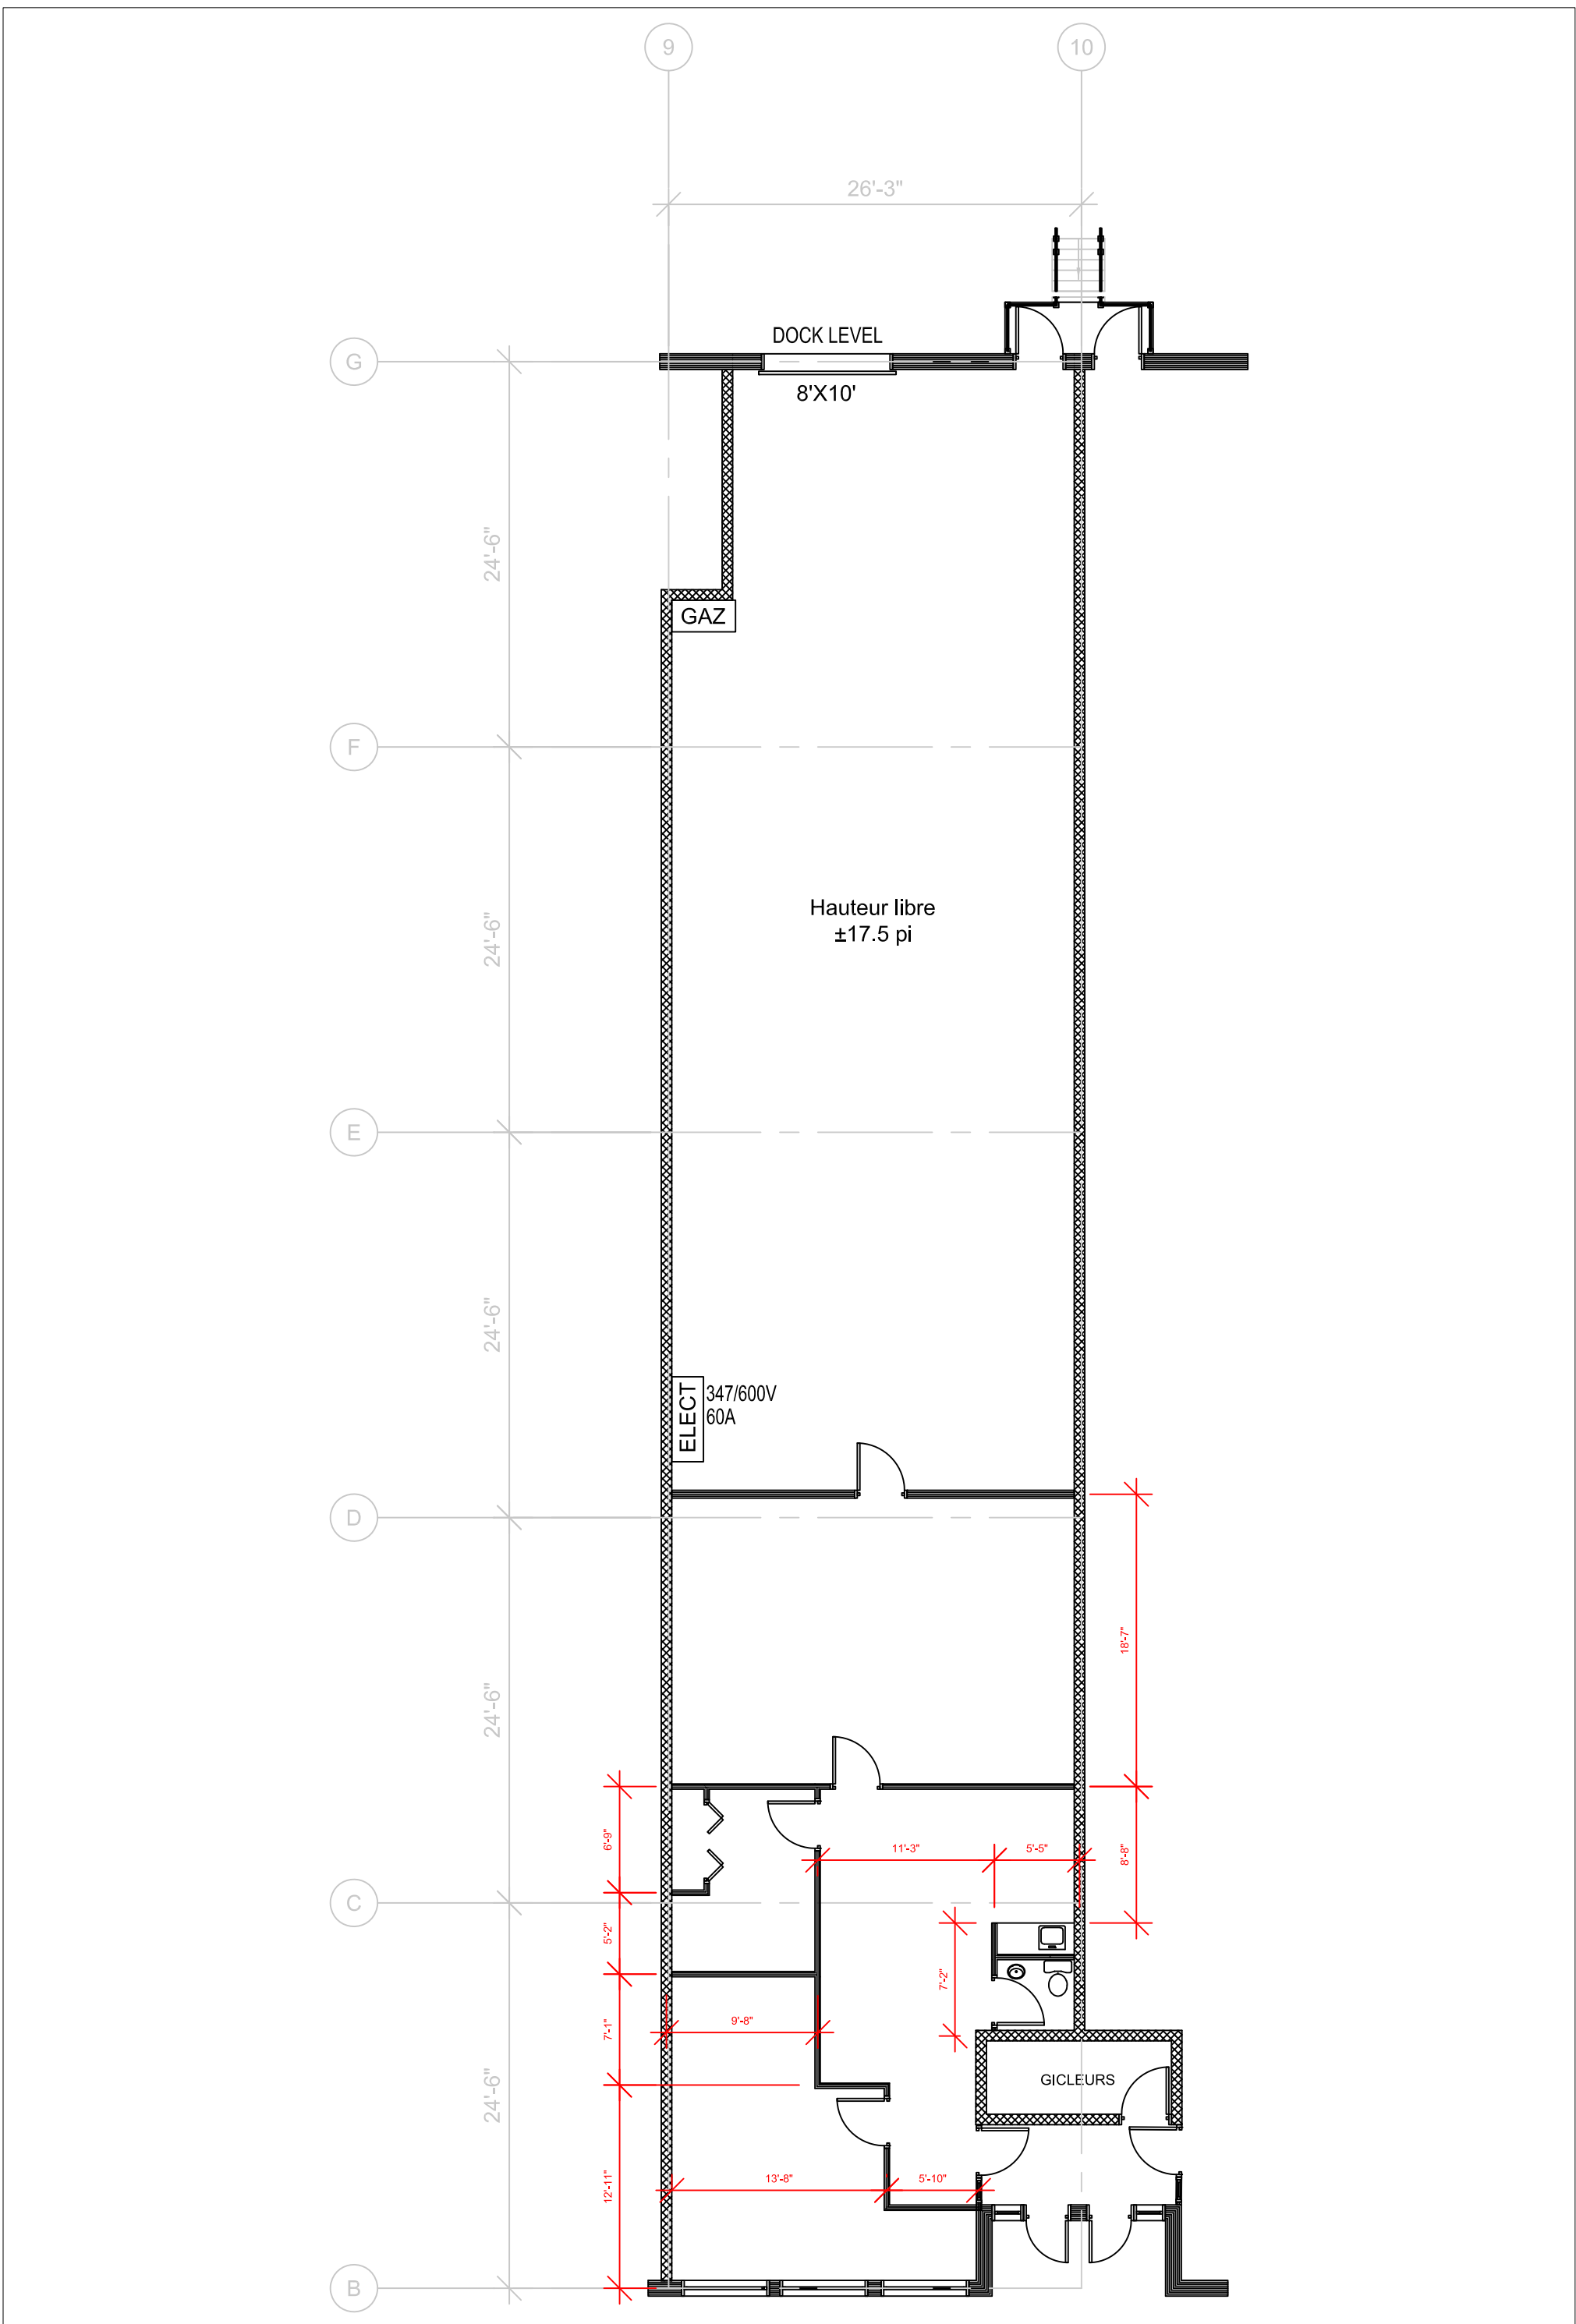 9
10
26'-3"
DOCK LEVEL
G
8'X10'
24'-6"
GAZ
F
Hauteur libre
±17.5 pi
24'-6"
E
24'-6"
ELECT
347/600V
60A
D
18'-7"
24'-6"
6'-9"
11'-3"
5'-5"
8'-8"
C
5'-2"
7'-2"
7'-1"
9'-8"
GICLEURS
24'-6"
12'-11"
13'-8"
5'-10"
B